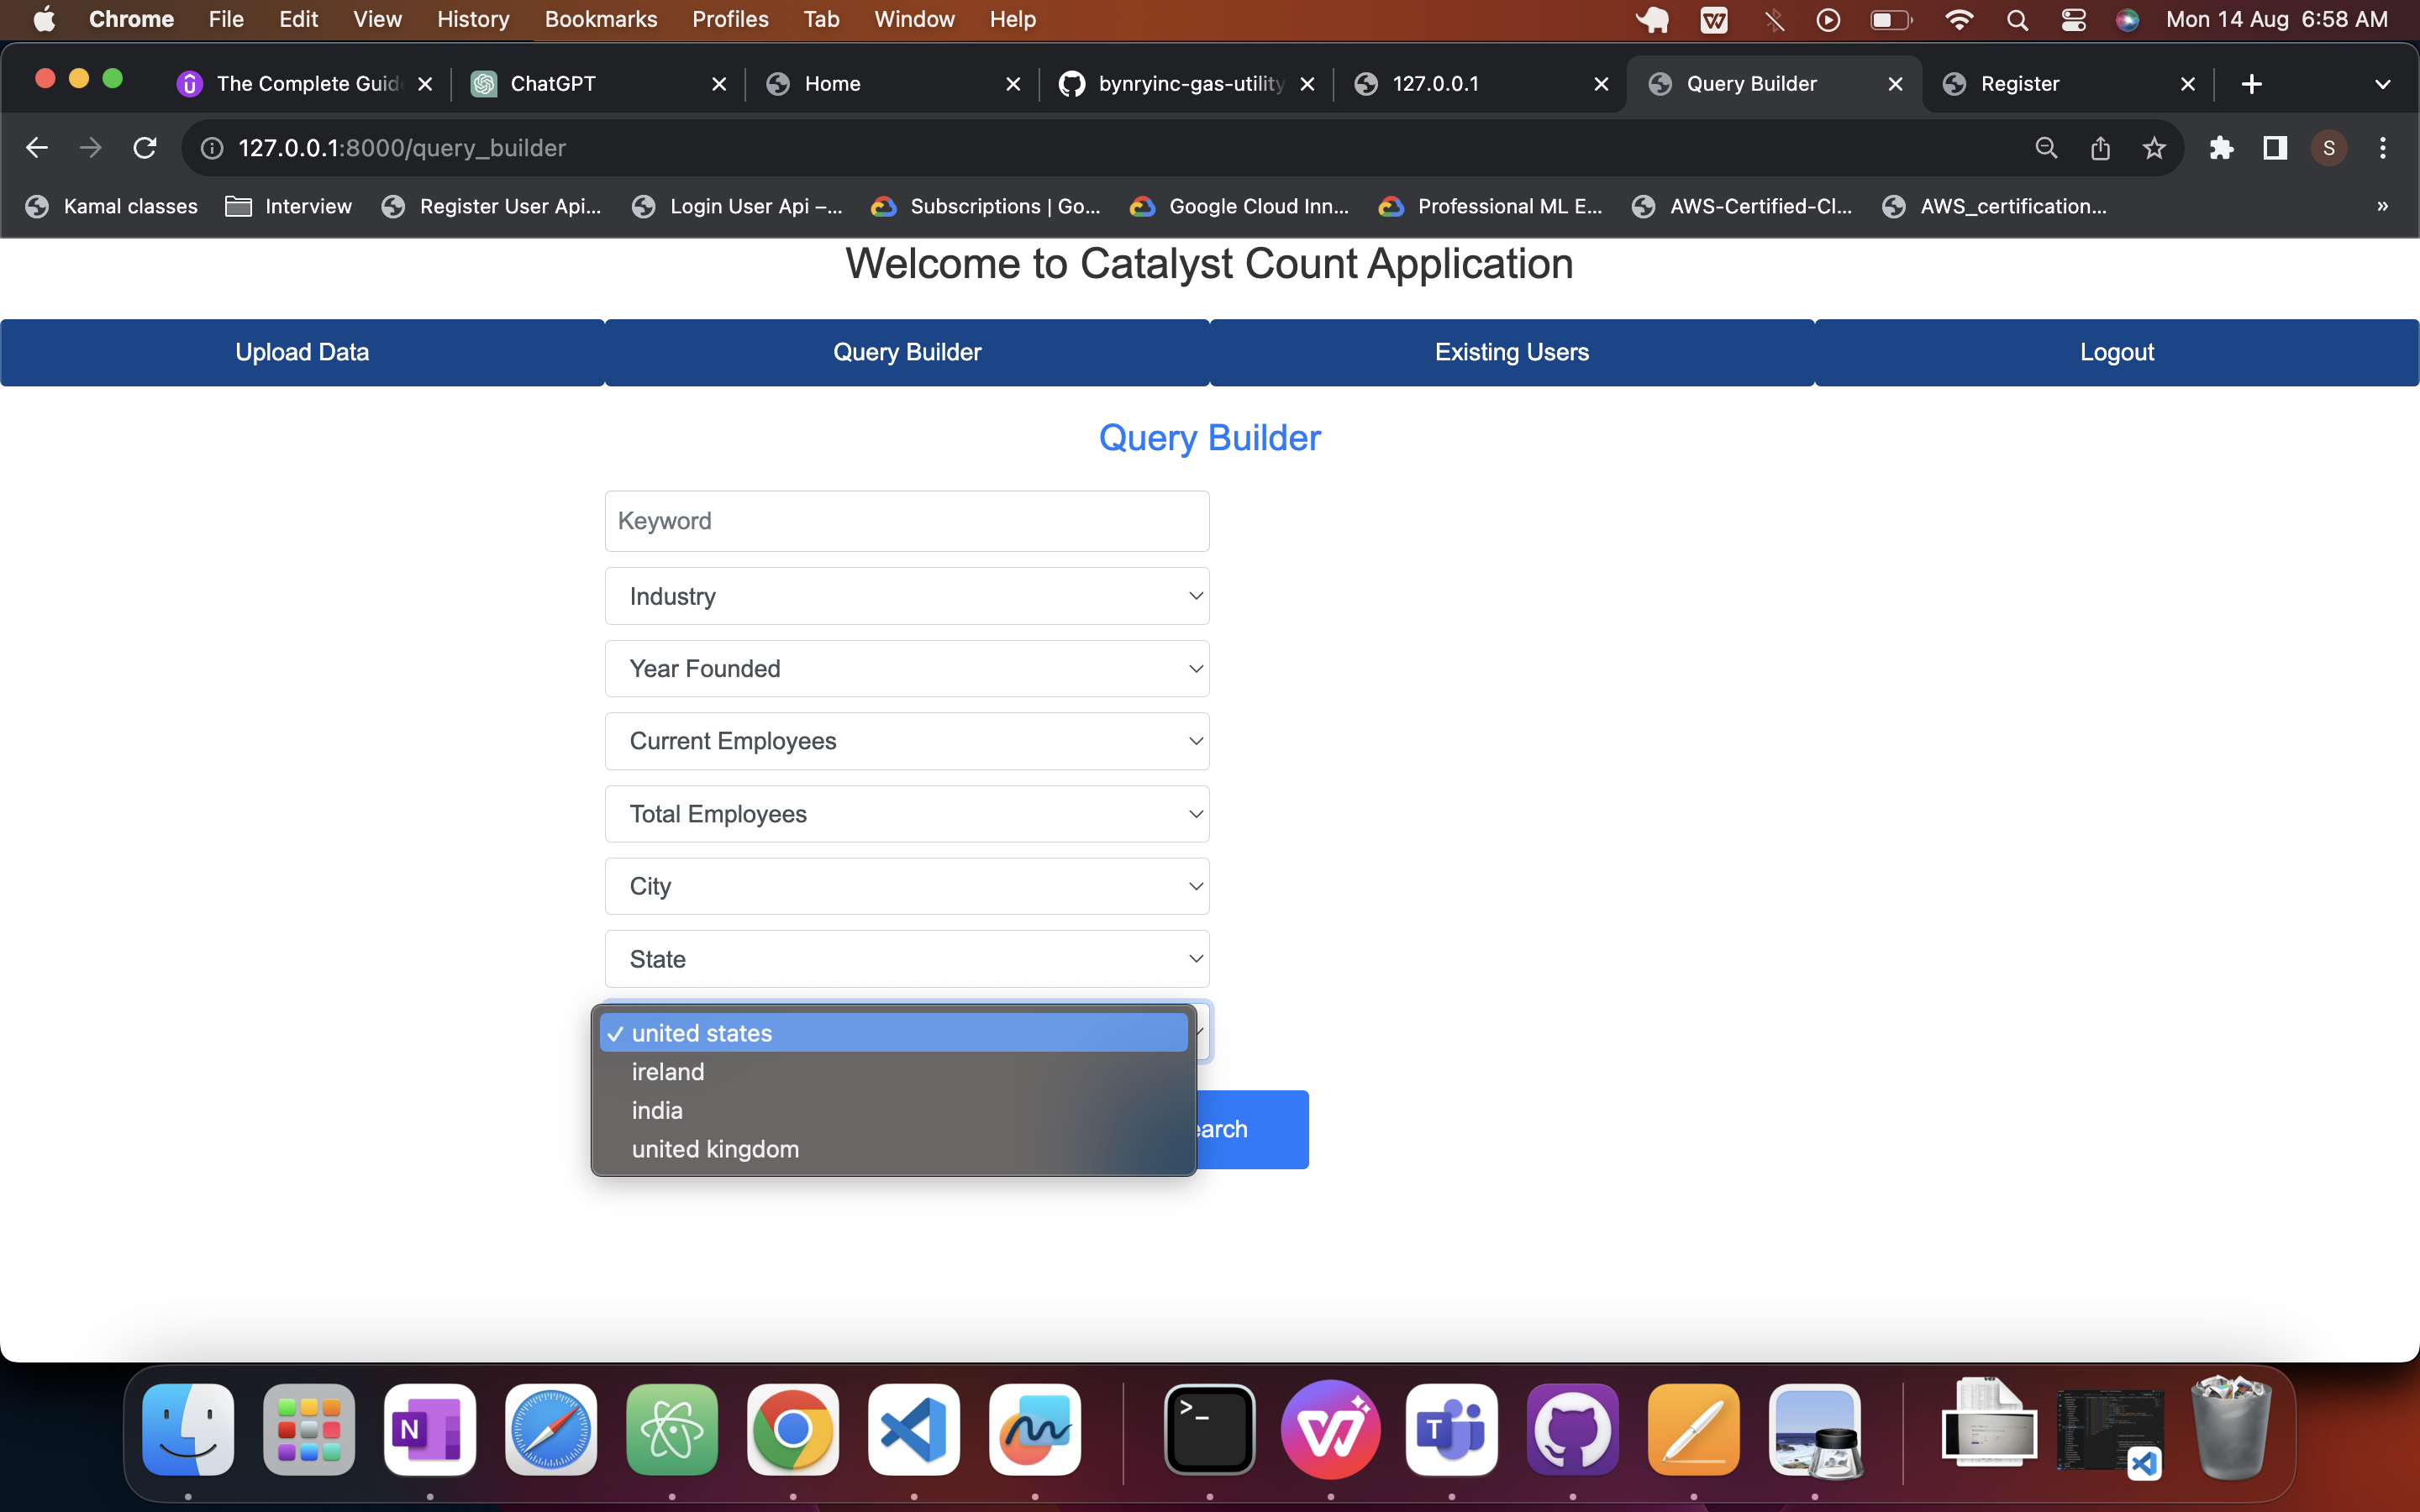 Chrome File Edit View History Bookmarks Profiles Tab Window Help Mon 14 Aug 6:58 AM
The Complete Guid ChatGPT Home bynryinc-gas-utility 127.0.0.1 Query Builder Register
127.0.0.1:8000/query_builder S
Kamal classes Interview Register User Api... Login User Api –... Subscriptions | Go... Google Cloud Inn... Professional ML E... AWS-Certified-Cl... AWS_certification... »
Welcome to Catalyst Count Application
Upload Data Query Builder Existing Users Logout
Query Builder
Keyword
Industry
Year Founded
Current Employees
Total Employees
City
State
✓ united states
ireland
india
united kingdom
earch
N >_ W T